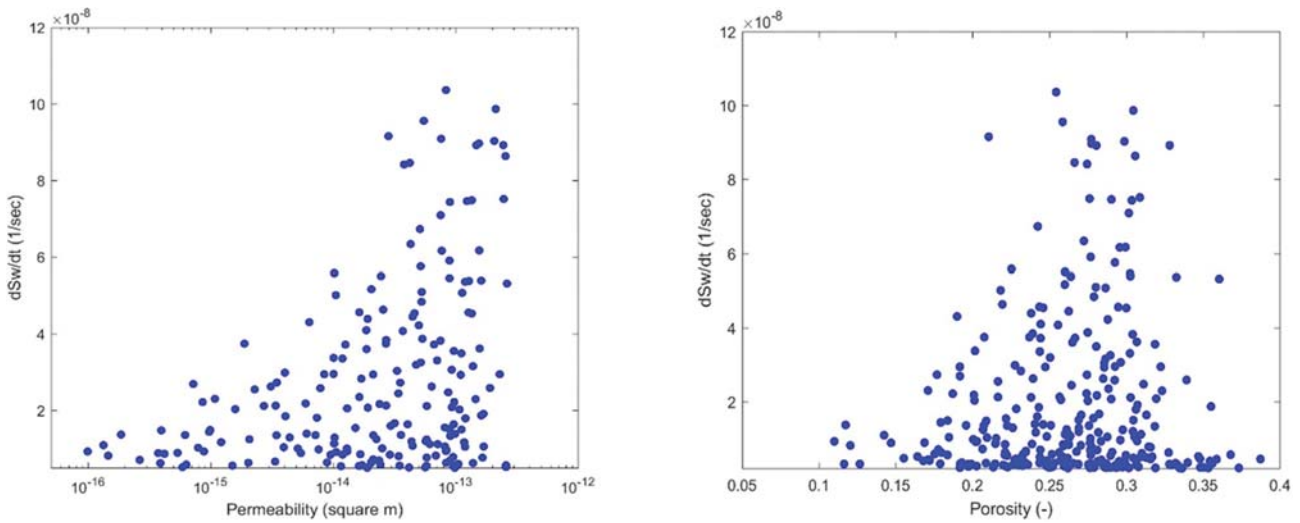 ×10⁻⁸
12
10
8
6
4
2
dSw/dt (1/sec)
10⁻¹⁶ 10⁻¹⁵ 10⁻¹⁴ 10⁻¹³ 10⁻¹²
Permeability (square m)
×10⁻⁸
12
10
8
6
4
2
dSw/dt (1/sec)
0.05 0.1 0.15 0.2 0.25 0.3 0.35 0.4
Porosity (-)